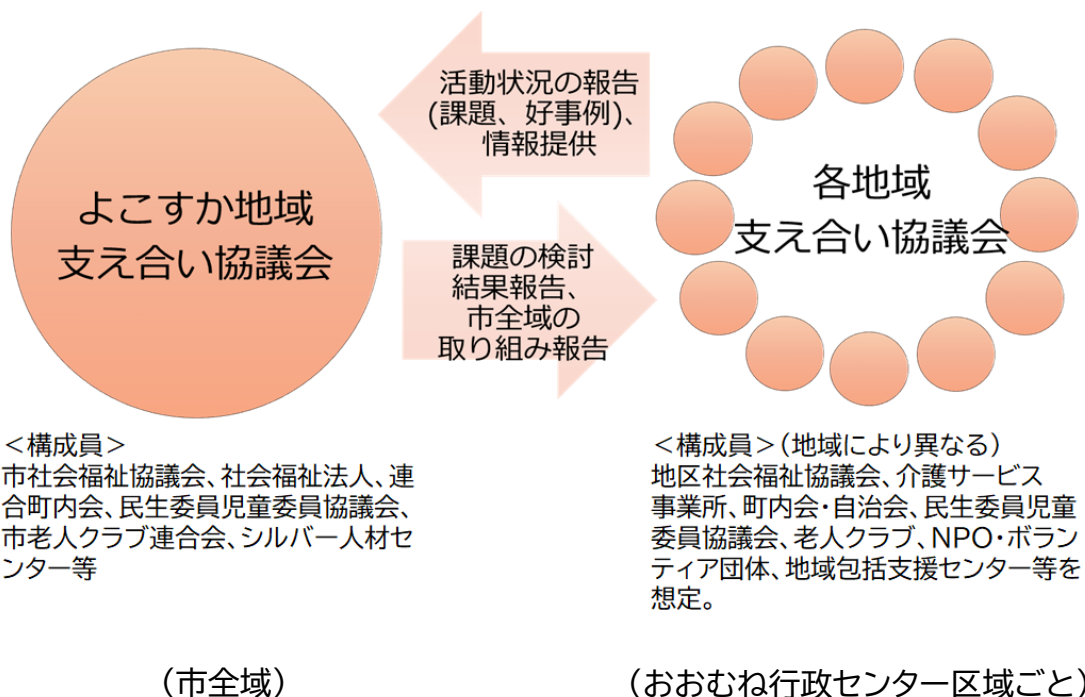 よこすか地域
支え合い協議会
活動状況の報告
(課題、好事例)、
情報提供
課題の検討
結果報告、
市全域の
取り組み報告
各地域
支え合い協議会
＜構成員＞
市社会福祉協議会、社会福祉法人、連
合町内会、民生委員児童委員協議会、
市老人クラブ連合会、シルバー人材セ
ンター等
＜構成員＞（地域により異なる）
地区社会福祉協議会、介護サービス
事業所、町内会・自治会、民生委員児童
委員協議会、老人クラブ、NPO・ボラン
ティア団体、地域包括支援センター等を
想定。
（市全域）
（おおむね行政センター区域ごと）